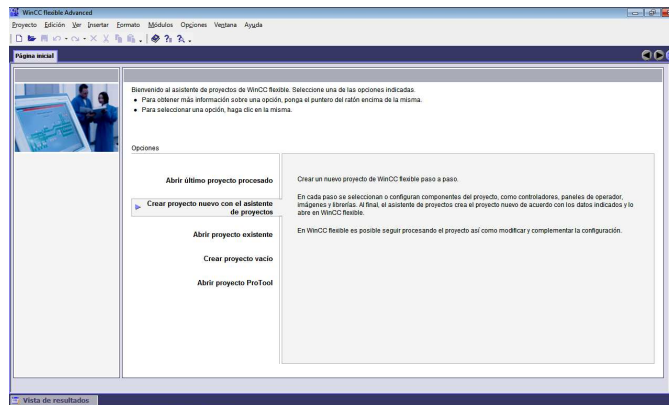 WinCC flexible Advanced
Proyecto Edición Ver Insertar Formato Módulos Opciones Ventana Ayuda
Página inicial
Bienvenido al asistente de proyectos de WinCC flexible. Seleccione una de las opciones indicadas.
• Para obtener más información sobre una opción, ponga el puntero del ratón encima de la misma.
• Para seleccionar una opción, haga clic en la misma.
Opciones
Abrir último proyecto procesado
Crear proyecto nuevo con el asistente
de proyectos
Abrir proyecto existente
Crear proyecto vacío
Abrir proyecto ProTool
Crear un nuevo proyecto de WinCC flexible paso a paso.
En cada paso se seleccionan o configuran componentes del proyecto, como controladores, paneles de operador,
imágenes y librerías. Al final, el asistente de proyectos crea el proyecto nuevo de acuerdo con los datos indicados y lo
abre en WinCC flexible.
En WinCC flexible es posible seguir procesando el proyecto así como modificar y complementar la configuración.
Vista de resultados